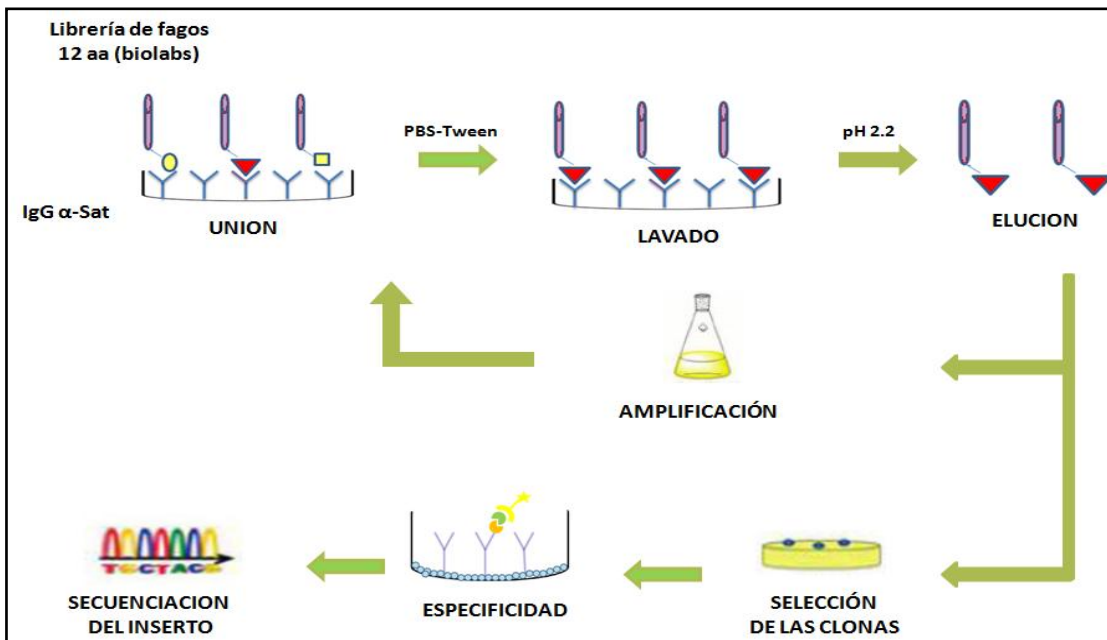 Librería de fagos
12 aa (biolabs)
PBS-Tween
pH 2.2
IgG α-Sat
UNION
LAVADO
ELUCION
AMPLIFICACIÓN
SECUENCIACION
DEL INSERTO
ESPECIFICIDAD
SELECCIÓN
DE LAS CLONAS